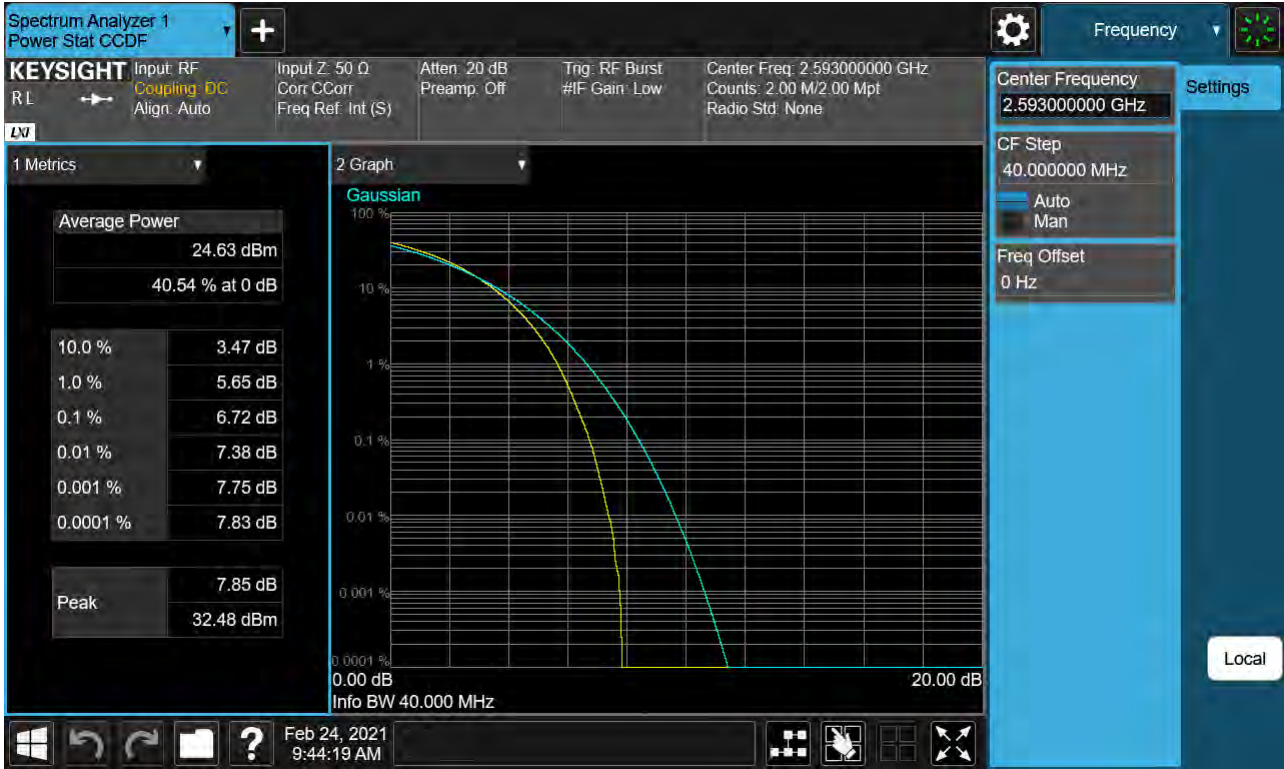 Spectrum Analyzer 1
Power Stat CCDF
+
Frequency
KEYSIGHT
R L
LXI
Input: RF
Coupling: DC
Align: Auto
Input Z: 50 Ω
Corr CCorr
Freq Ref: Int (S)
Atten: 20 dB
Preamp: Off
Trig: RF Burst
#IF Gain: Low
Center Freq: 2.593000000 GHz
Counts: 2.00 M/2.00 Mpt
Radio Std: None
Center Frequency
2.593000000 GHz
Settings
CF Step
40.000000 MHz
Auto
Man
Freq Offset
0 Hz
1 Metrics
Average Power
24.63 dBm
40.54 % at 0 dB
10.0 % 3.47 dB
1.0 % 5.65 dB
0.1 % 6.72 dB
0.01 % 7.38 dB
0.001 % 7.75 dB
0.0001 % 7.83 dB
Peak
7.85 dB
32.48 dBm
2 Graph
Gaussian
100 %
10 %
1 %
0.1 %
0.01 %
0.001 %
0.0001 %
0.00 dB 20.00 dB
Info BW 40.000 MHz
Local
?
Feb 24, 2021
9:44:19 AM